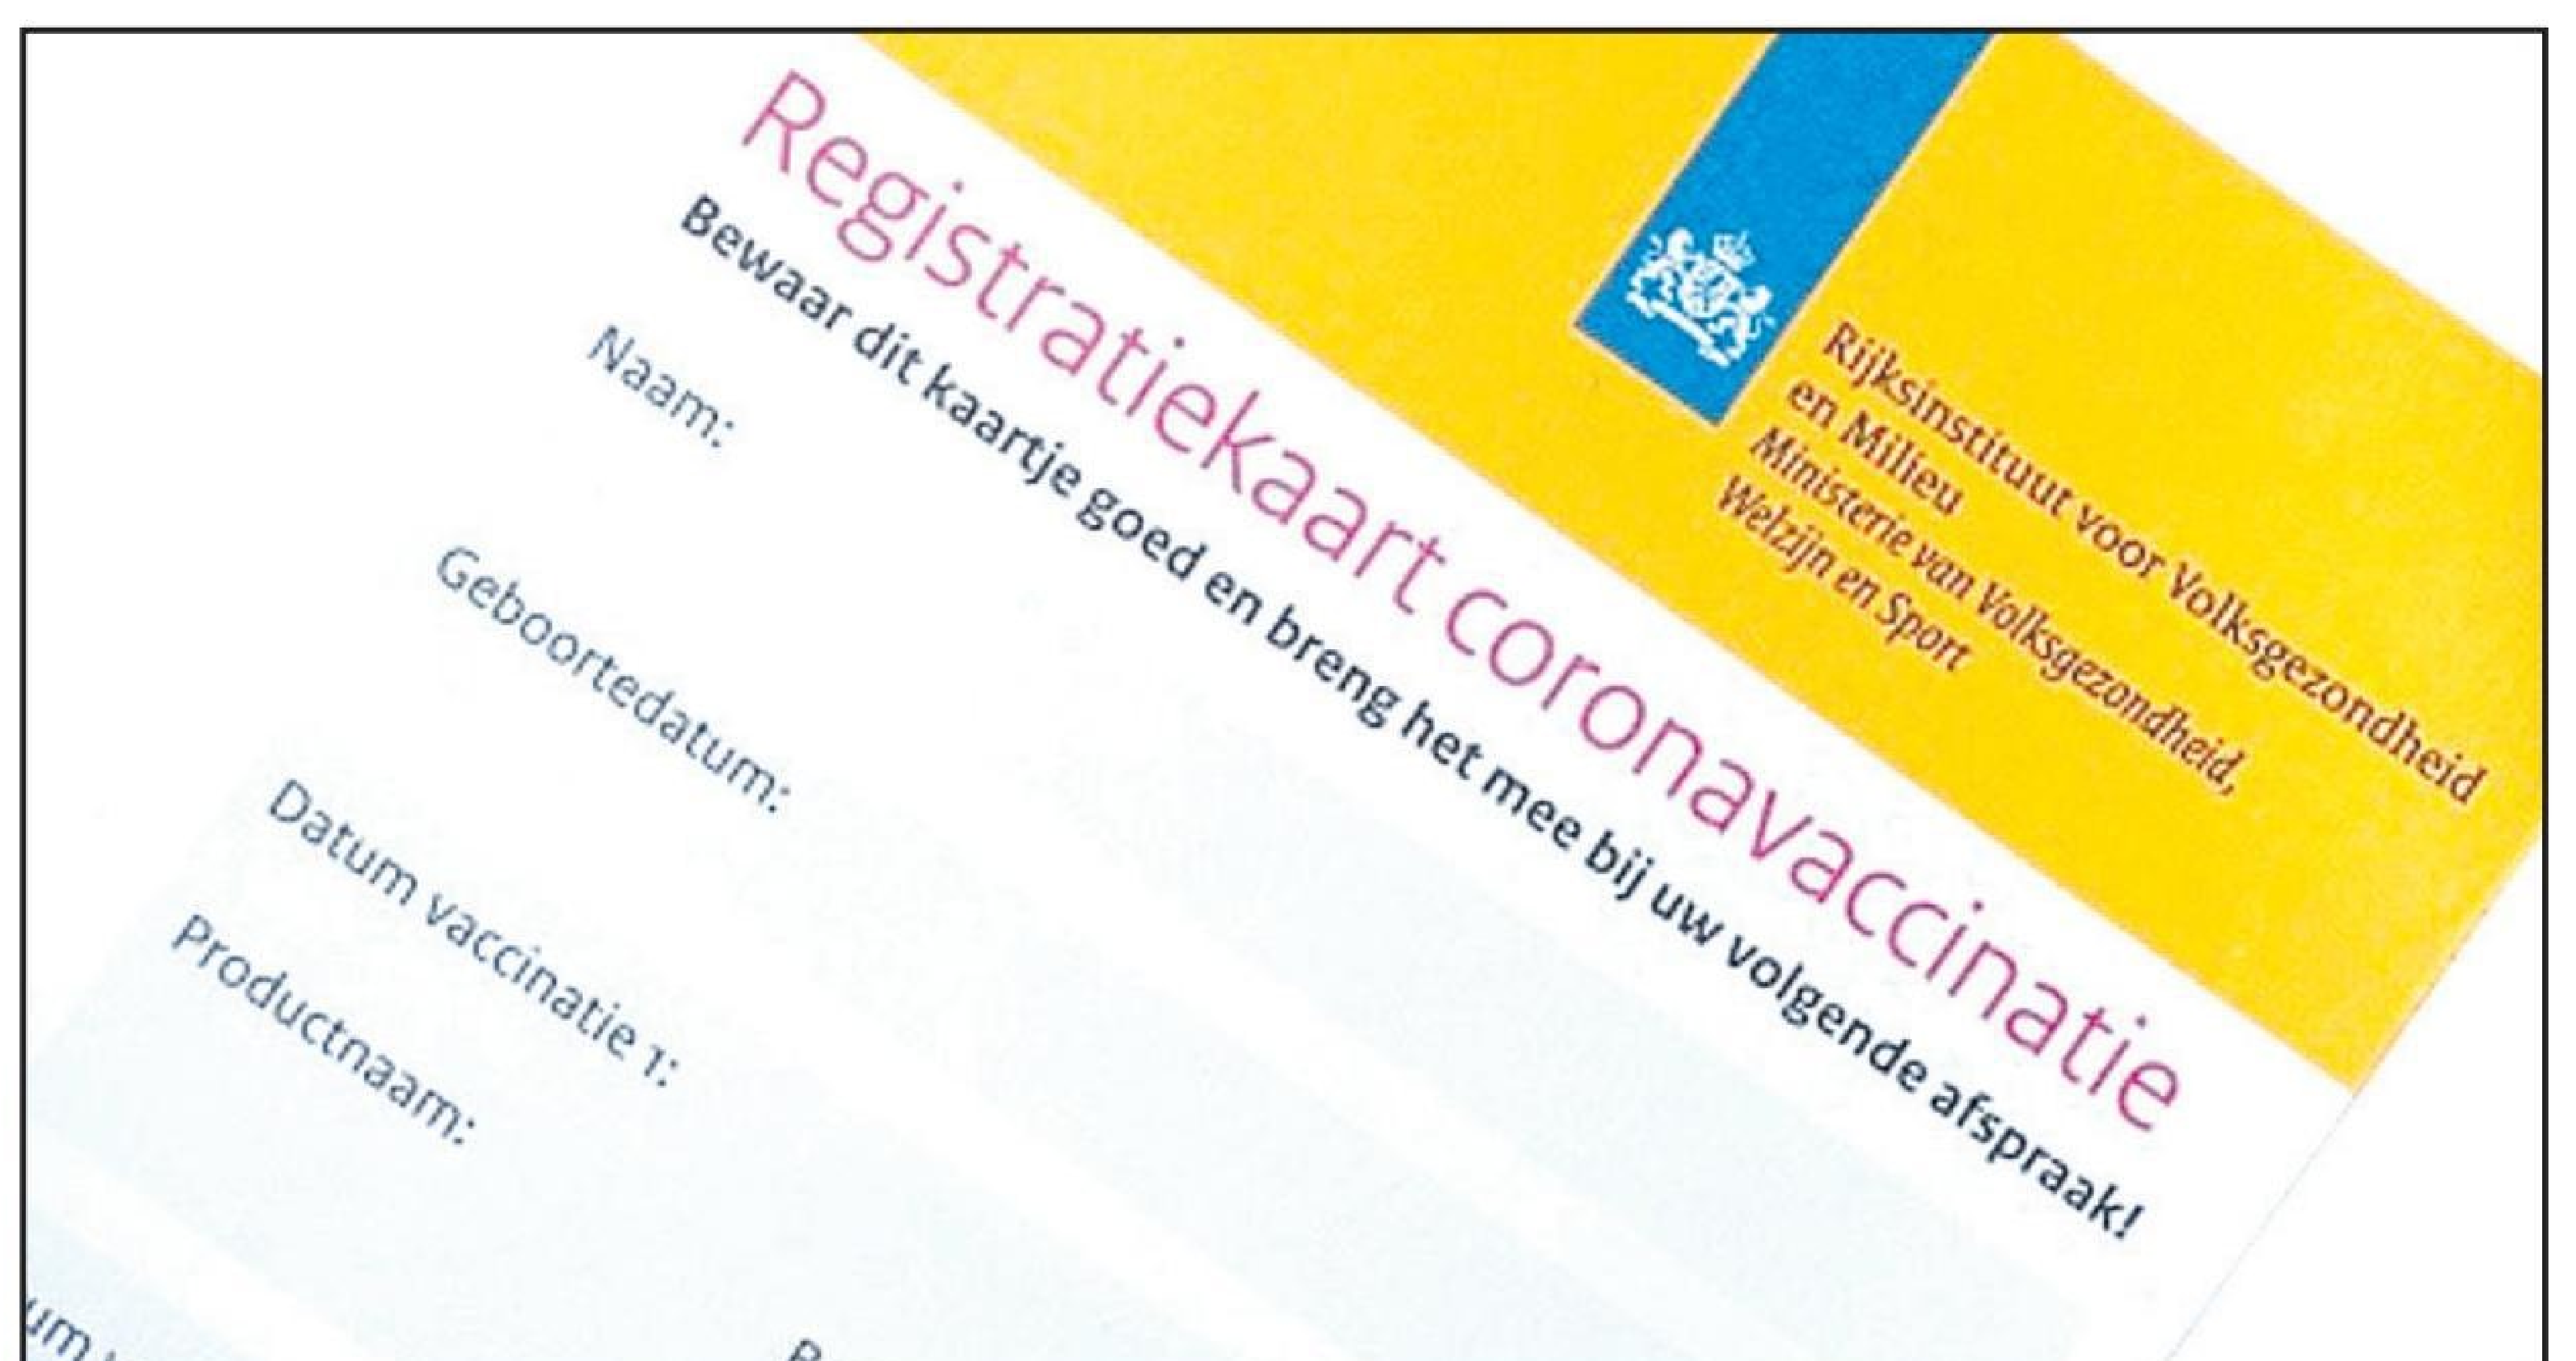 Rijksinstituut voor Volksgezondheid
en Milieu
Ministerie van Volksgezondheid,
Welzijn en Sport
Registratiekaart coronavaccinatie
Bewaar dit kaartje goed en breng het mee bij uw volgende afspraak!
Naam:
Geboortedatum:
Datum vaccinatie 1:
Productnaam: